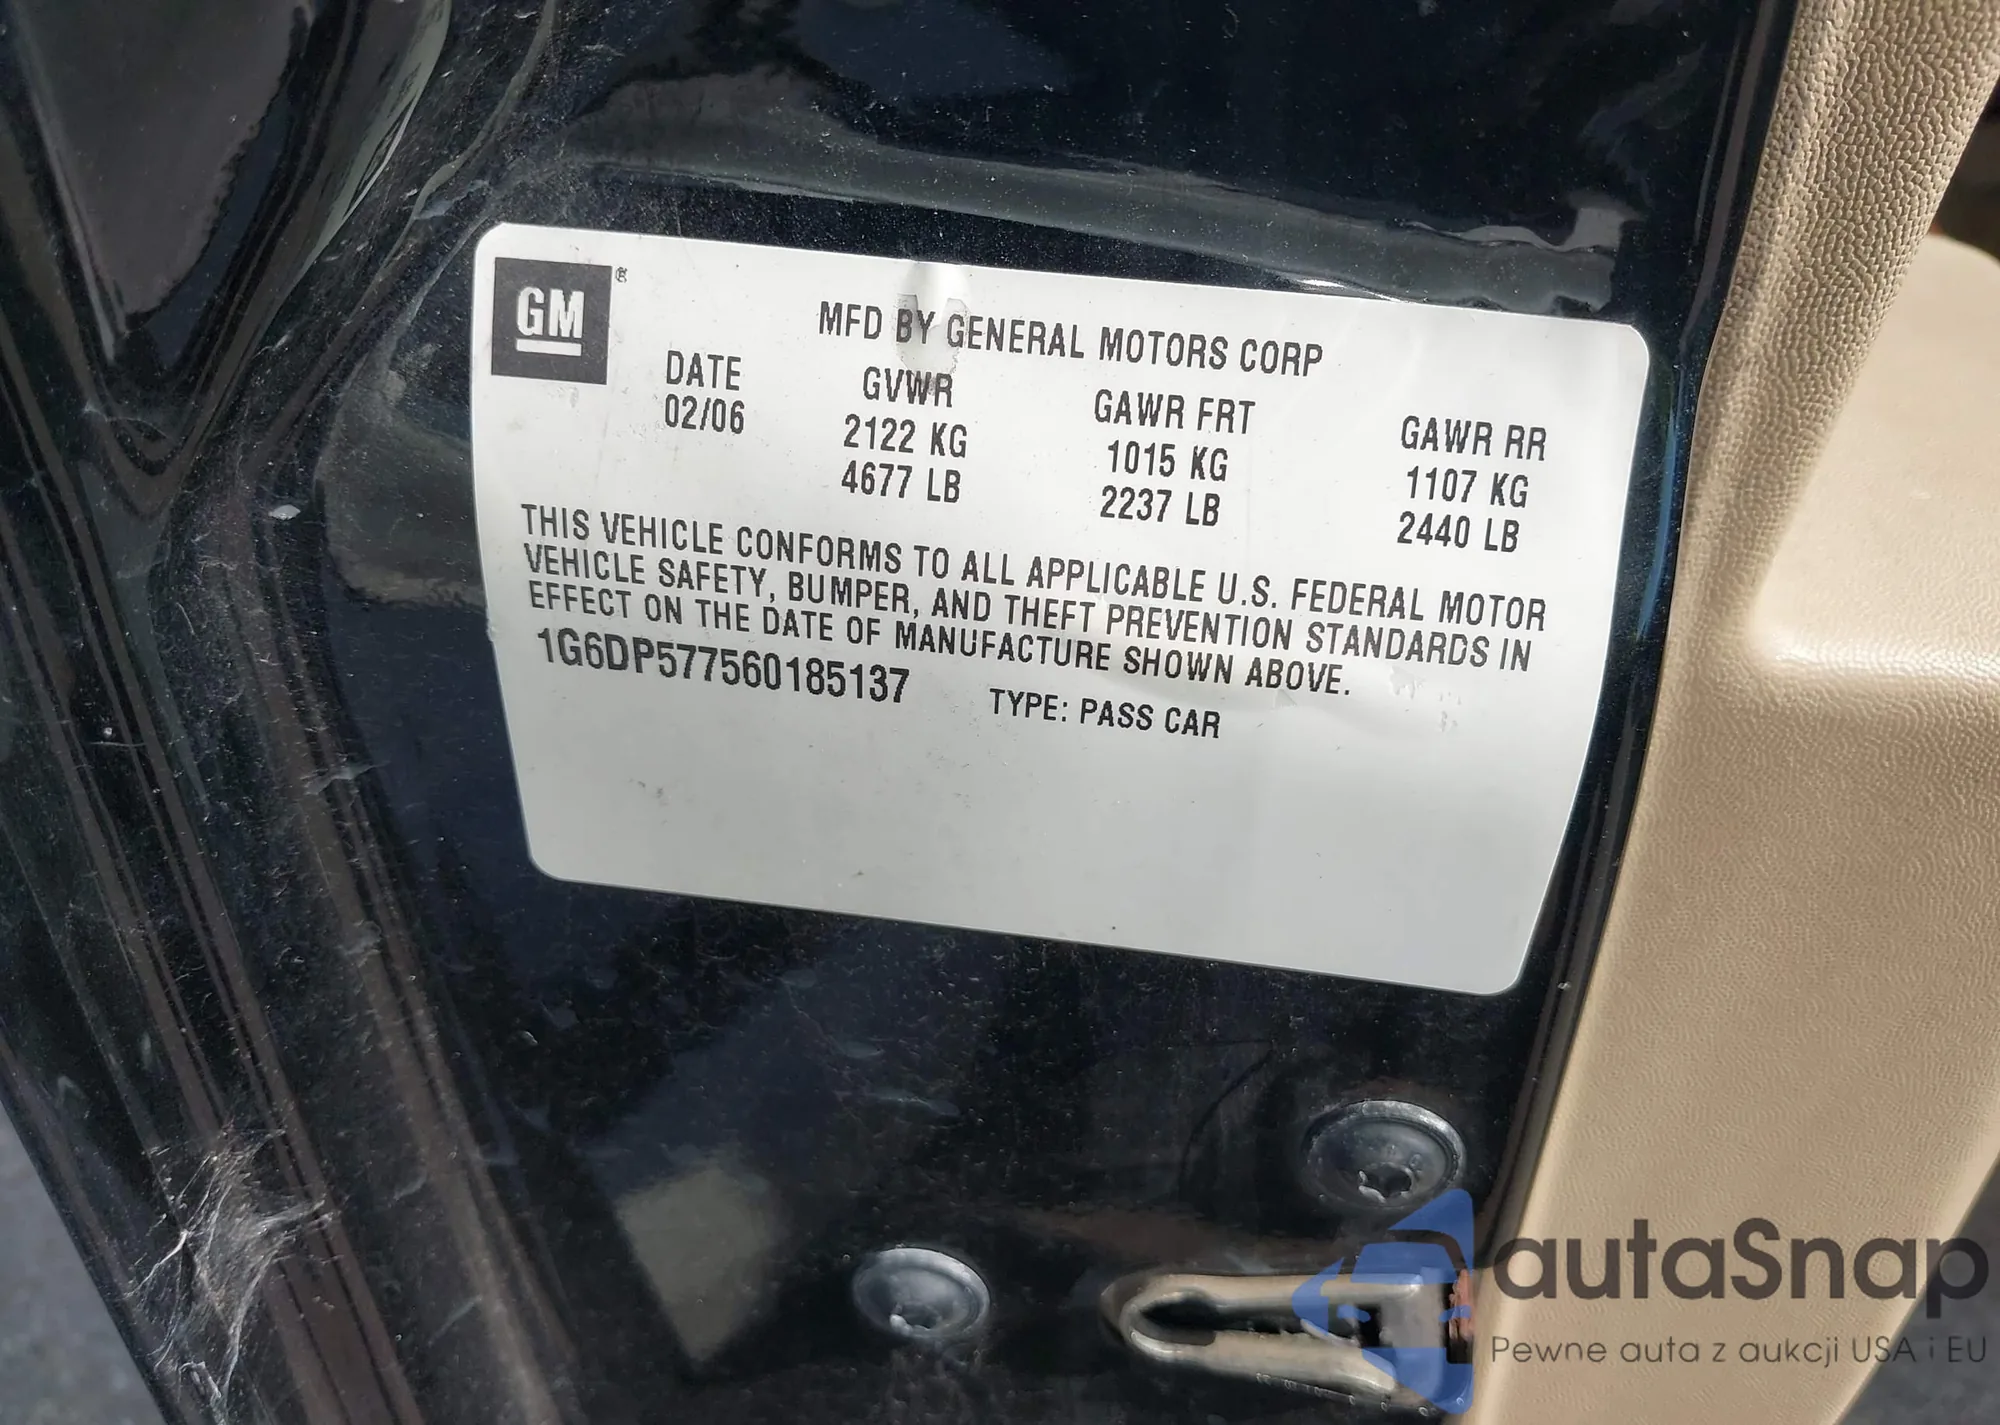 GM ®
MFD BY GENERAL MOTORS CORP
DATE GVWR GAWR FRT GAWR RR
02/06 2122 KG 1015 KG 1107 KG
4677 LB 2237 LB 2440 LB
THIS VEHICLE CONFORMS TO ALL APPLICABLE U.S. FEDERAL MOTOR
VEHICLE SAFETY, BUMPER, AND THEFT PREVENTION STANDARDS IN
EFFECT ON THE DATE OF MANUFACTURE SHOWN ABOVE.
1G6DP577560185137 TYPE: PASS CAR
autaSnap
Pewne auta z aukcji USA i EU